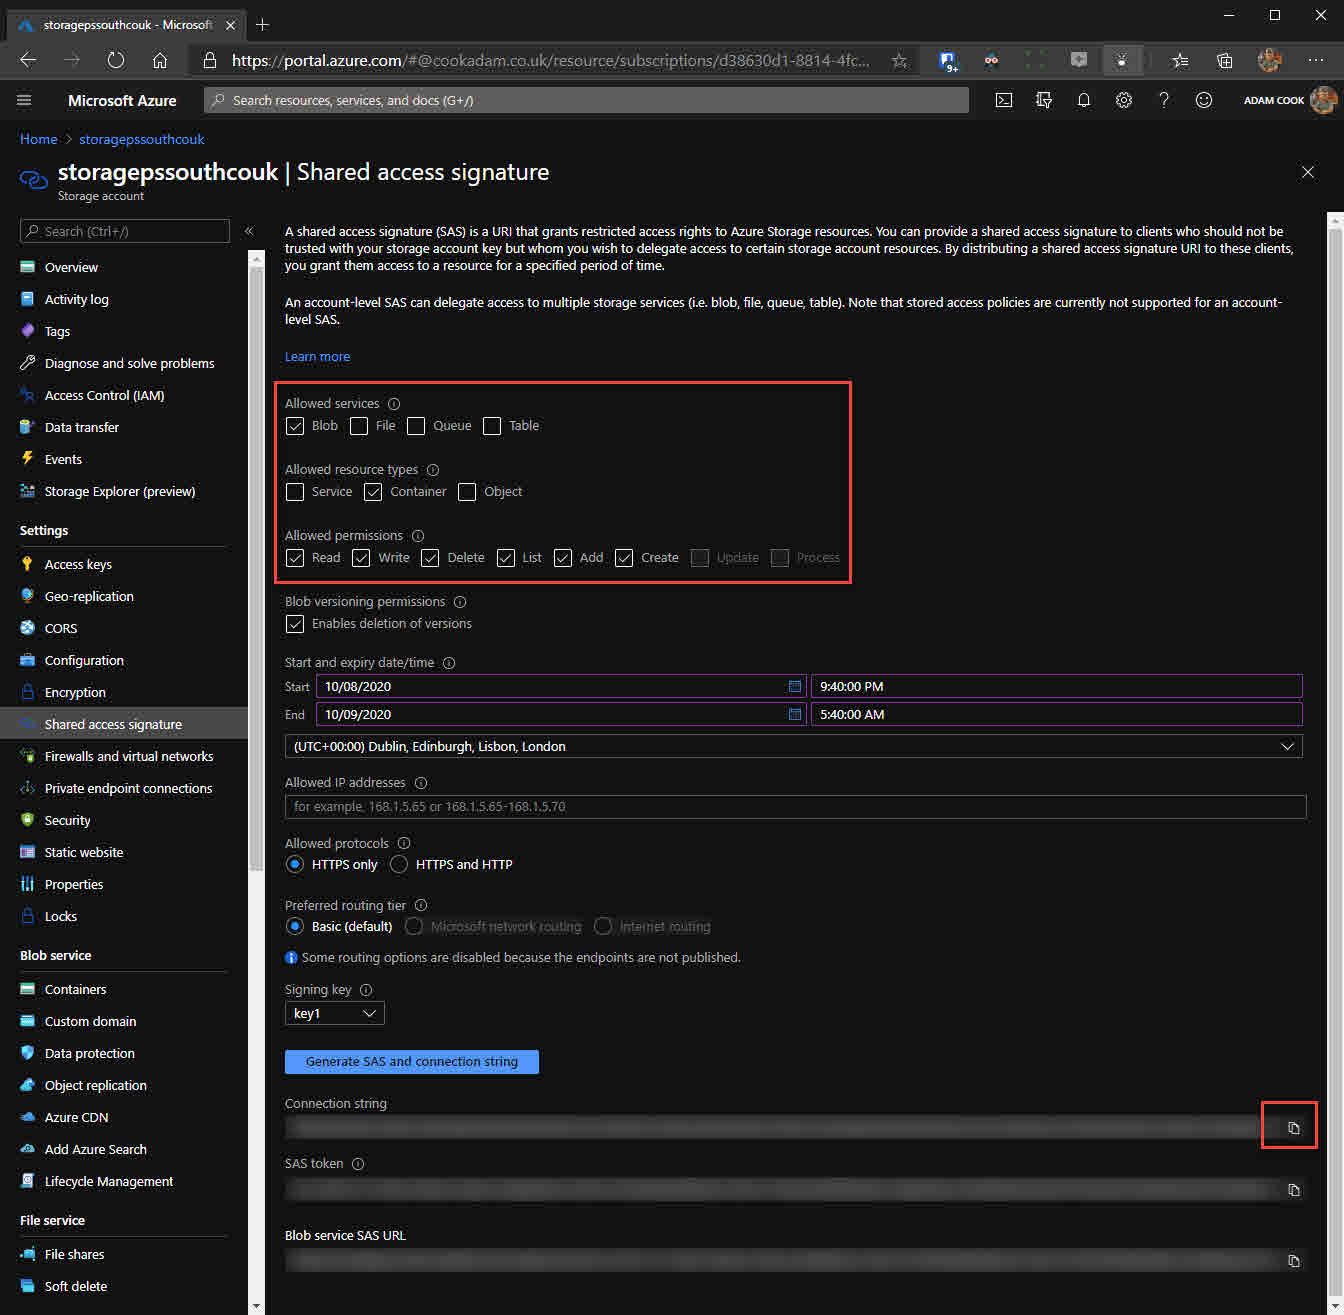 storagepssouthcouk - Microsoft
https://portal.azure.com/#@cookadam.co.uk/resource/subscriptions/d38630d1-8814-4fc...
9+
Microsoft Azure
Search resources, services, and docs (G+/)
ADAM COOK
Home > storagepssouthcouk
storagepssouthcouk | Shared access signature
Storage account
Search (Ctrl+/)
Overview
Activity log
Tags
Diagnose and solve problems
Access Control (IAM)
Data transfer
Events
Storage Explorer (preview)
Settings
Access keys
Geo-replication
CORS
Configuration
Encryption
Shared access signature
Firewalls and virtual networks
Private endpoint connections
Security
Static website
Properties
Locks
Blob service
Containers
Custom domain
Data protection
Object replication
Azure CDN
Add Azure Search
Lifecycle Management
File service
File shares
Soft delete
A shared access signature (SAS) is a URI that grants restricted access rights to Azure Storage resources. You can provide a shared access signature to clients who should not be
trusted with your storage account key but whom you wish to delegate access to certain storage account resources. By distributing a shared access signature URI to these clients,
you grant them access to a resource for a specified period of time.
An account-level SAS can delegate access to multiple storage services (i.e. blob, file, queue, table). Note that stored access policies are currently not supported for an account-
level SAS.
Learn more
Allowed services
Blob File Queue Table
Allowed resource types
Service Container Object
Allowed permissions
Read Write Delete List Add Create Update Process
Blob versioning permissions
Enables deletion of versions
Start and expiry date/time
Start 10/08/2020 9:40:00 PM
End 10/09/2020 5:40:00 AM
(UTC+00:00) Dublin, Edinburgh, Lisbon, London
Allowed IP addresses
for example, 168.1.5.65 or 168.1.5.65-168.1.5.70
Allowed protocols
HTTPS only HTTPS and HTTP
Preferred routing tier
Basic (default) Microsoft network routing Internet routing
Some routing options are disabled because the endpoints are not published.
Signing key
key1
Generate SAS and connection string
Connection string
SAS token
Blob service SAS URL